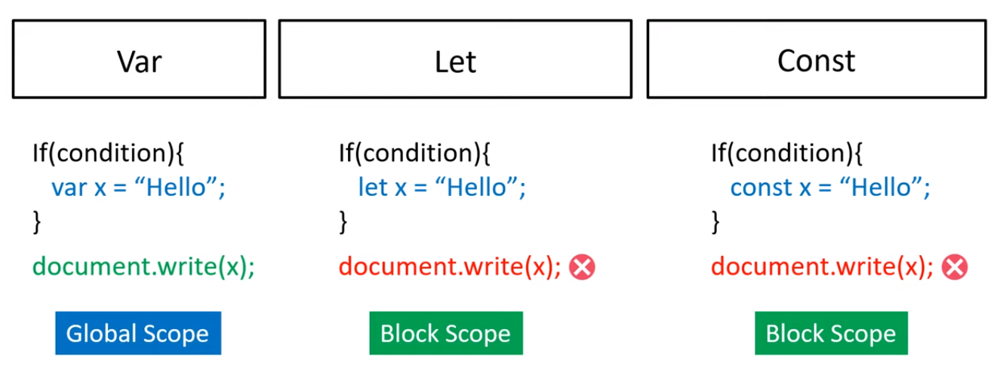 Var
If(condition){
var x = “Hello”;
}
document.write(x);
Global Scope
Let
If(condition){
let x = “Hello”;
}
document.write(x);
Block Scope
Const
If(condition){
const x = “Hello”;
}
document.write(x);
Block Scope